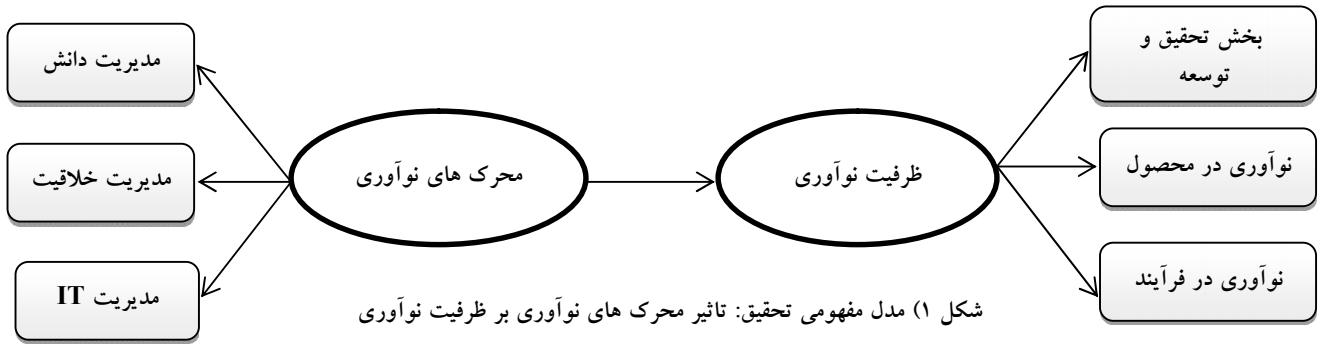 بخش تحقیق و
توسعه
نوآوری در محصول
نوآوری در فرآیند
ظرفیت نوآوری
محرک های نوآوری
مدیریت دانش
مدیریت خلاقیت
مدیریت IT
شکل ۱) مدل مفهومی تحقیق: تاثیر محرک های نوآوری بر ظرفیت نوآوری